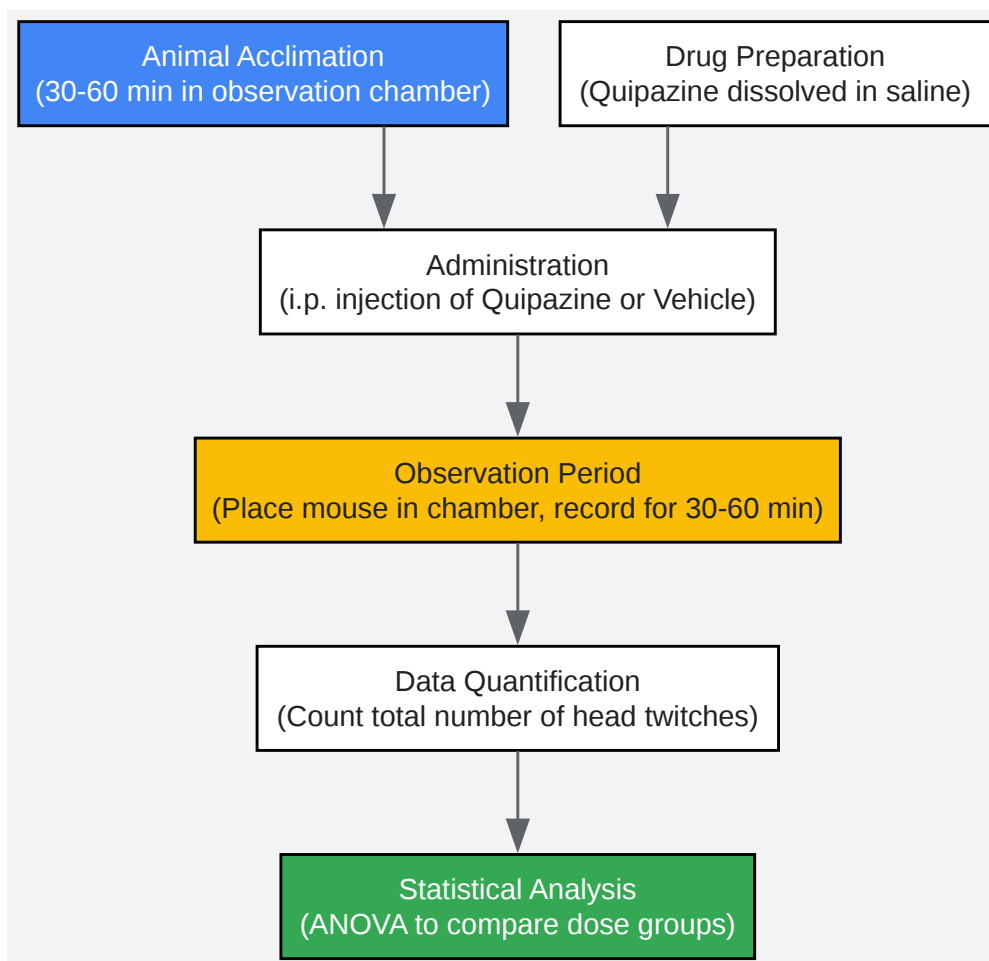 Animal Acclimation
(30-60 min in observation chamber)
Drug Preparation
(Quipazine dissolved in saline)
Administration
(i.p. injection of Quipazine or Vehicle)
Observation Period
(Place mouse in chamber, record for 30-60 min)
Data Quantification
(Count total number of head twitches)
Statistical Analysis
(ANOVA to compare dose groups)